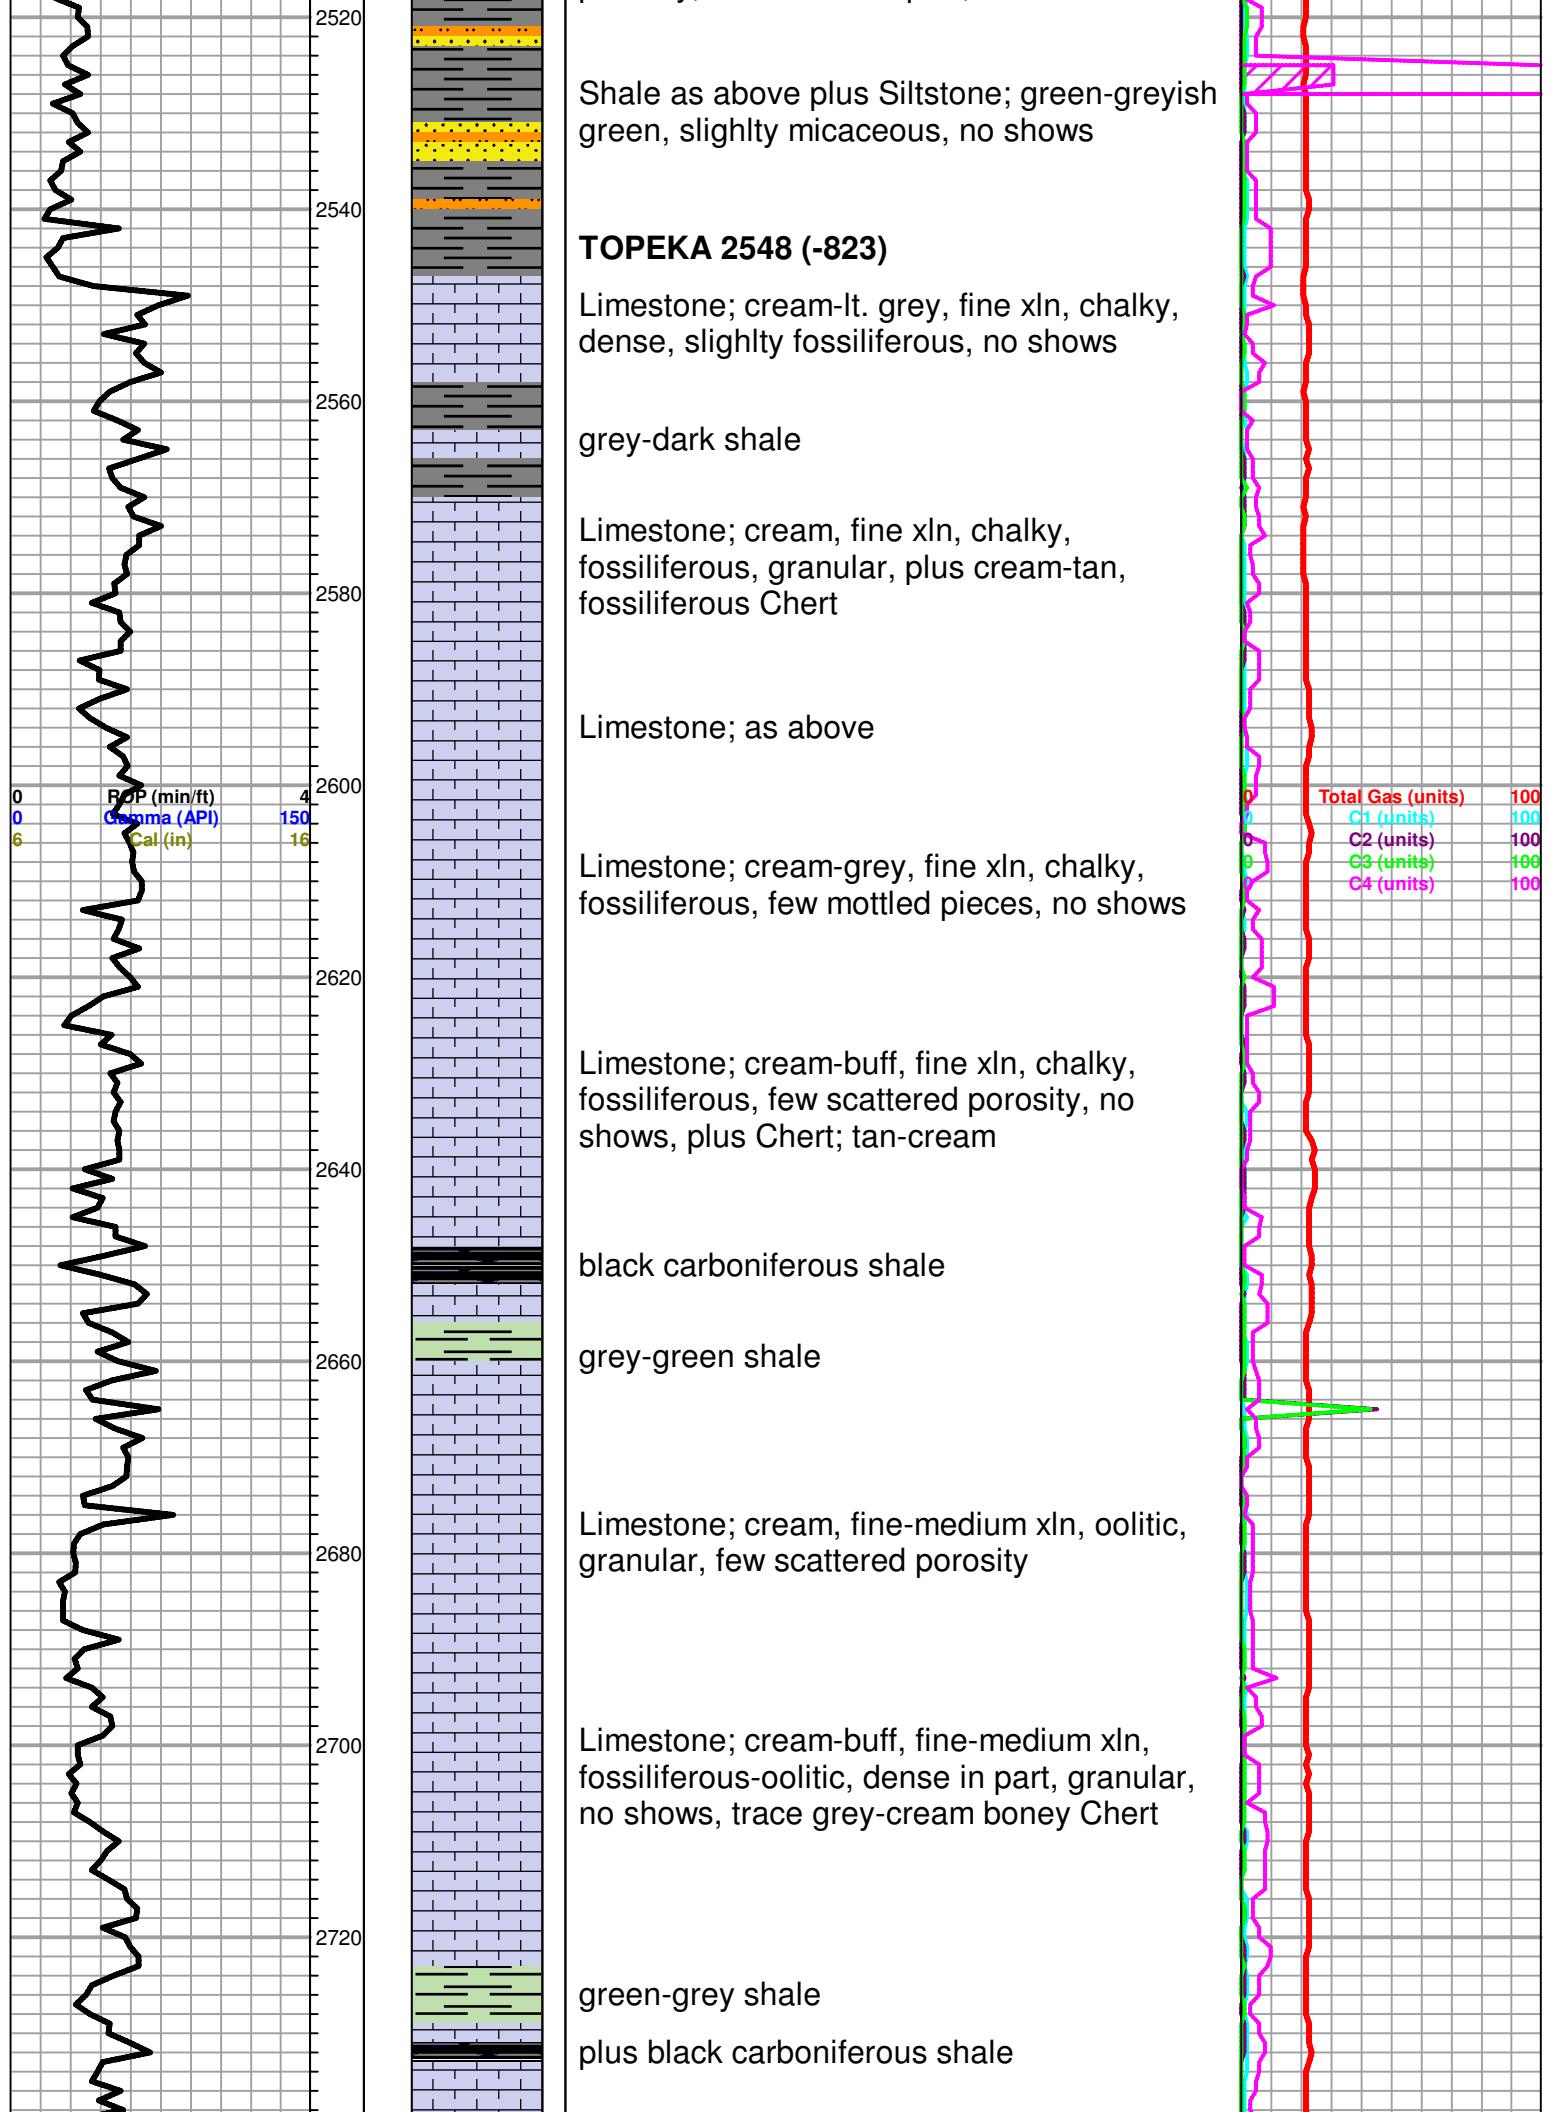 2520
Shale as above plus Siltstone; green-greyish
green, slighlty micaceous, no shows
2540
TOPEKA 2548 (-823)
Limestone; cream-lt. grey, fine xln, chalky,
dense, slighlty fossiliferous, no shows
2560
grey-dark shale
Limestone; cream, fine xln, chalky,
fossiliferous, granular, plus cream-tan,
fossiliferous Chert
2580
Limestone; as above
2600
0 ROP (min/ft) 4
0 Gamma (API) 150
6 Cal (in) 16
0 Total Gas (units) 100
0 C1 (units) 100
0 C2 (units) 100
0 C3 (units) 100
0 C4 (units) 100
Limestone; cream-grey, fine xln, chalky,
fossiliferous, few mottled pieces, no shows
2620
Limestone; cream-buff, fine xln, chalky,
fossiliferous, few scattered porosity, no
shows, plus Chert; tan-cream
2640
black carboniferous shale
2660
grey-green shale
Limestone; cream, fine-medium xln, oolitic,
granular, few scattered porosity
2680
2700
Limestone; cream-buff, fine-medium xln,
fossiliferous-oolitic, dense in part, granular,
no shows, trace grey-cream boney Chert
2720
green-grey shale
plus black carboniferous shale